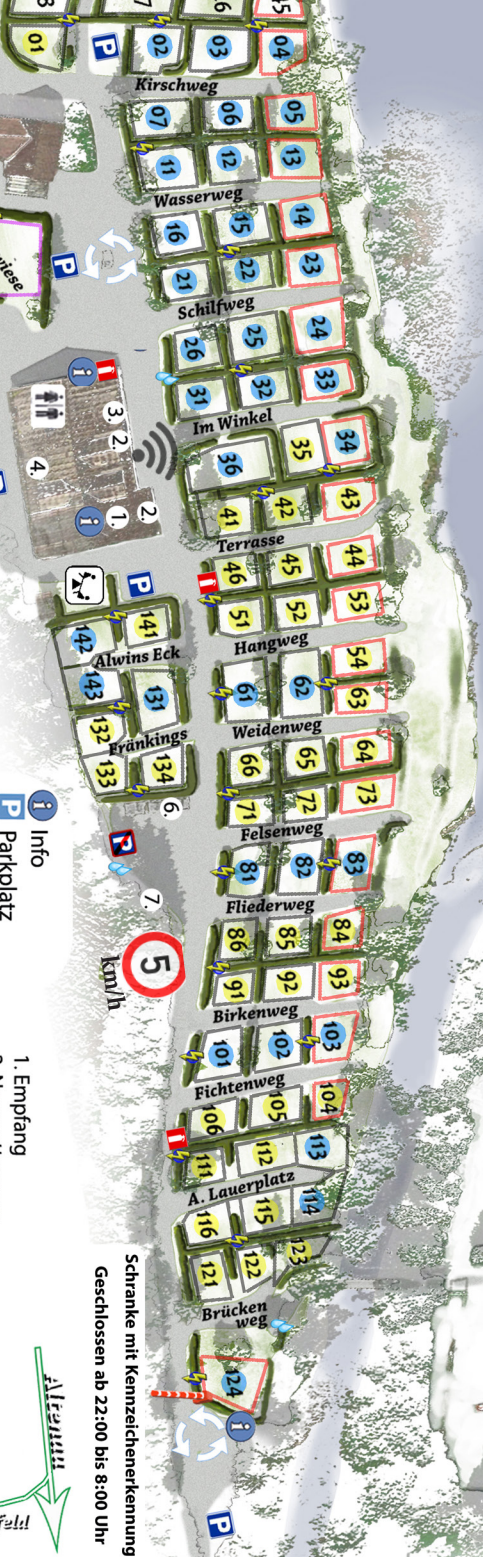 01
P
02
03
04
Kirschweg
07
06
05
11
12
13
Wasserweg
16
15
14
21
22
23
P
Schilfweg
26
25
24
31
32
33
Im Winkel
36
35
34
41
42
43
Terrasse
46
45
44
51
52
53
Hangweg
61
62
54
63
Weidenweg
66
65
64
71
72
73
Felsenweg
81
82
83
Fliederweg
86
85
84
91
92
93
Birkenweg
101
102
103
Fichtenweg
106
105
104
111
112
113
A. Lauerplatz
116
115
114
121
122
123
Brücken
weg
124
i
P
wiese
i
3.
2.
4.
1.
2.
i
P
141
142
Alwins Eck
143
131
132
Fränkings
133
134
6.
P
7.
5
km/h
i Info
P Parkplatz
1. Empfang
Schranke mit Kennzeichenerkennung
Geschlossen ab 22:00 bis 8:00 Uhr